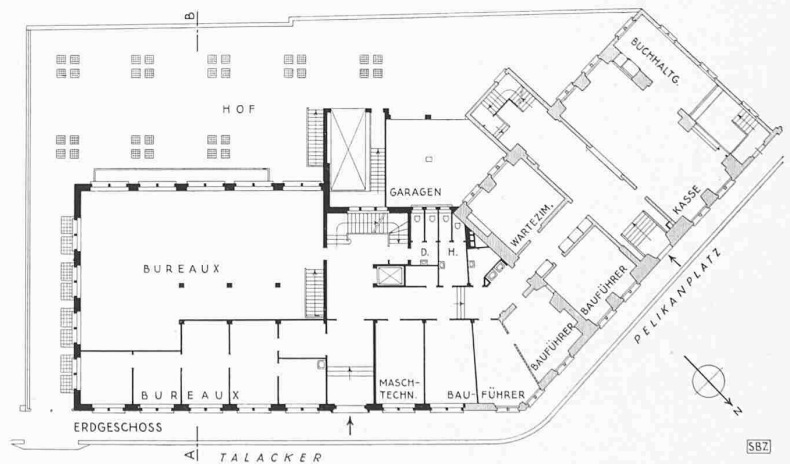 B
HOF
BUCHHALTG.
GARAGEN
WARTEZIM.
KASSE
D. H.
BUREAUX
BAUFÜHRER
BAUFÜHRER
PELIKANPLATZ
MASCH-
TECHN.
BAU-FÜHRER
BUREAUX
N
ERDGESCHOSS
A
TALACKER
SBZ